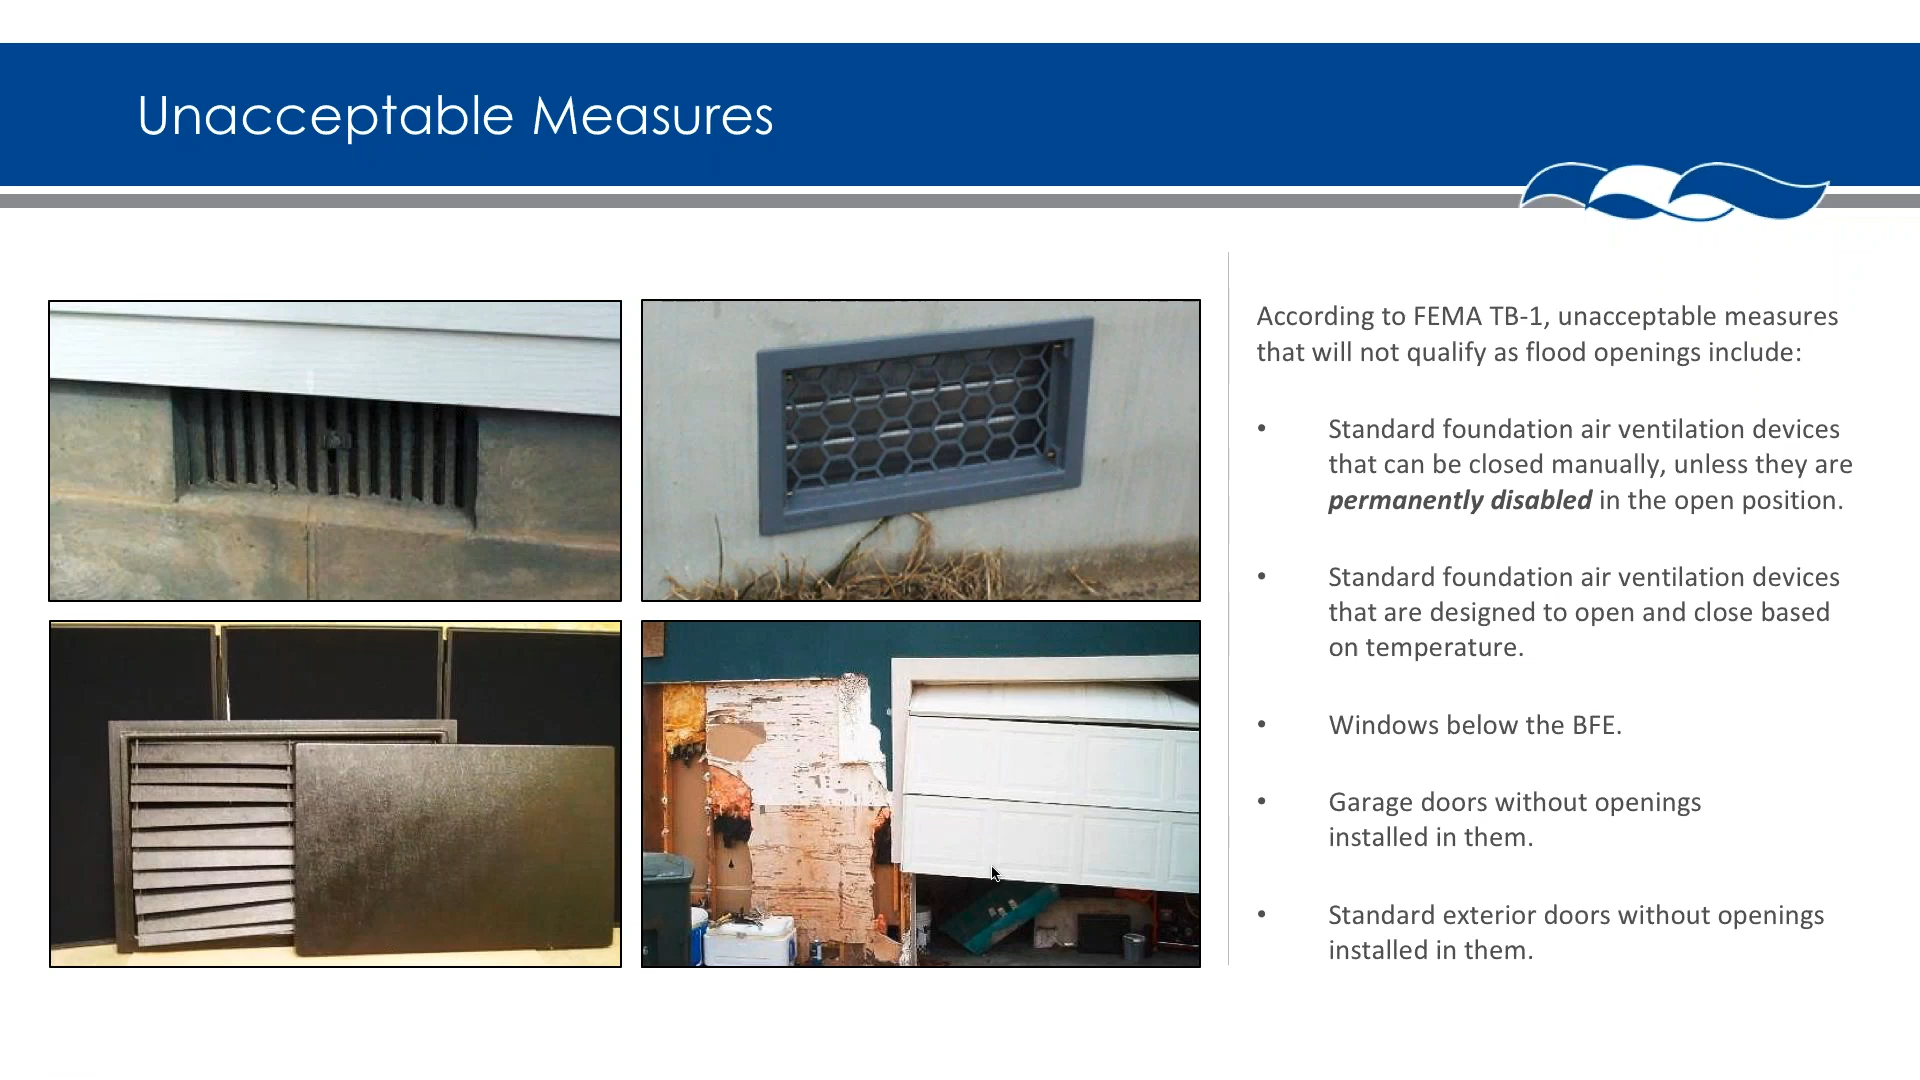 Unacceptable Measures
According to FEMA TB-1, unacceptable measures
that will not qualify as flood openings include:
• Standard foundation air ventilation devices
that can be closed manually, unless they are
permanently disabled in the open position.
• Standard foundation air ventilation devices
that are designed to open and close based
on temperature.
• Windows below the BFE.
• Garage doors without openings
installed in them.
• Standard exterior doors without openings
installed in them.